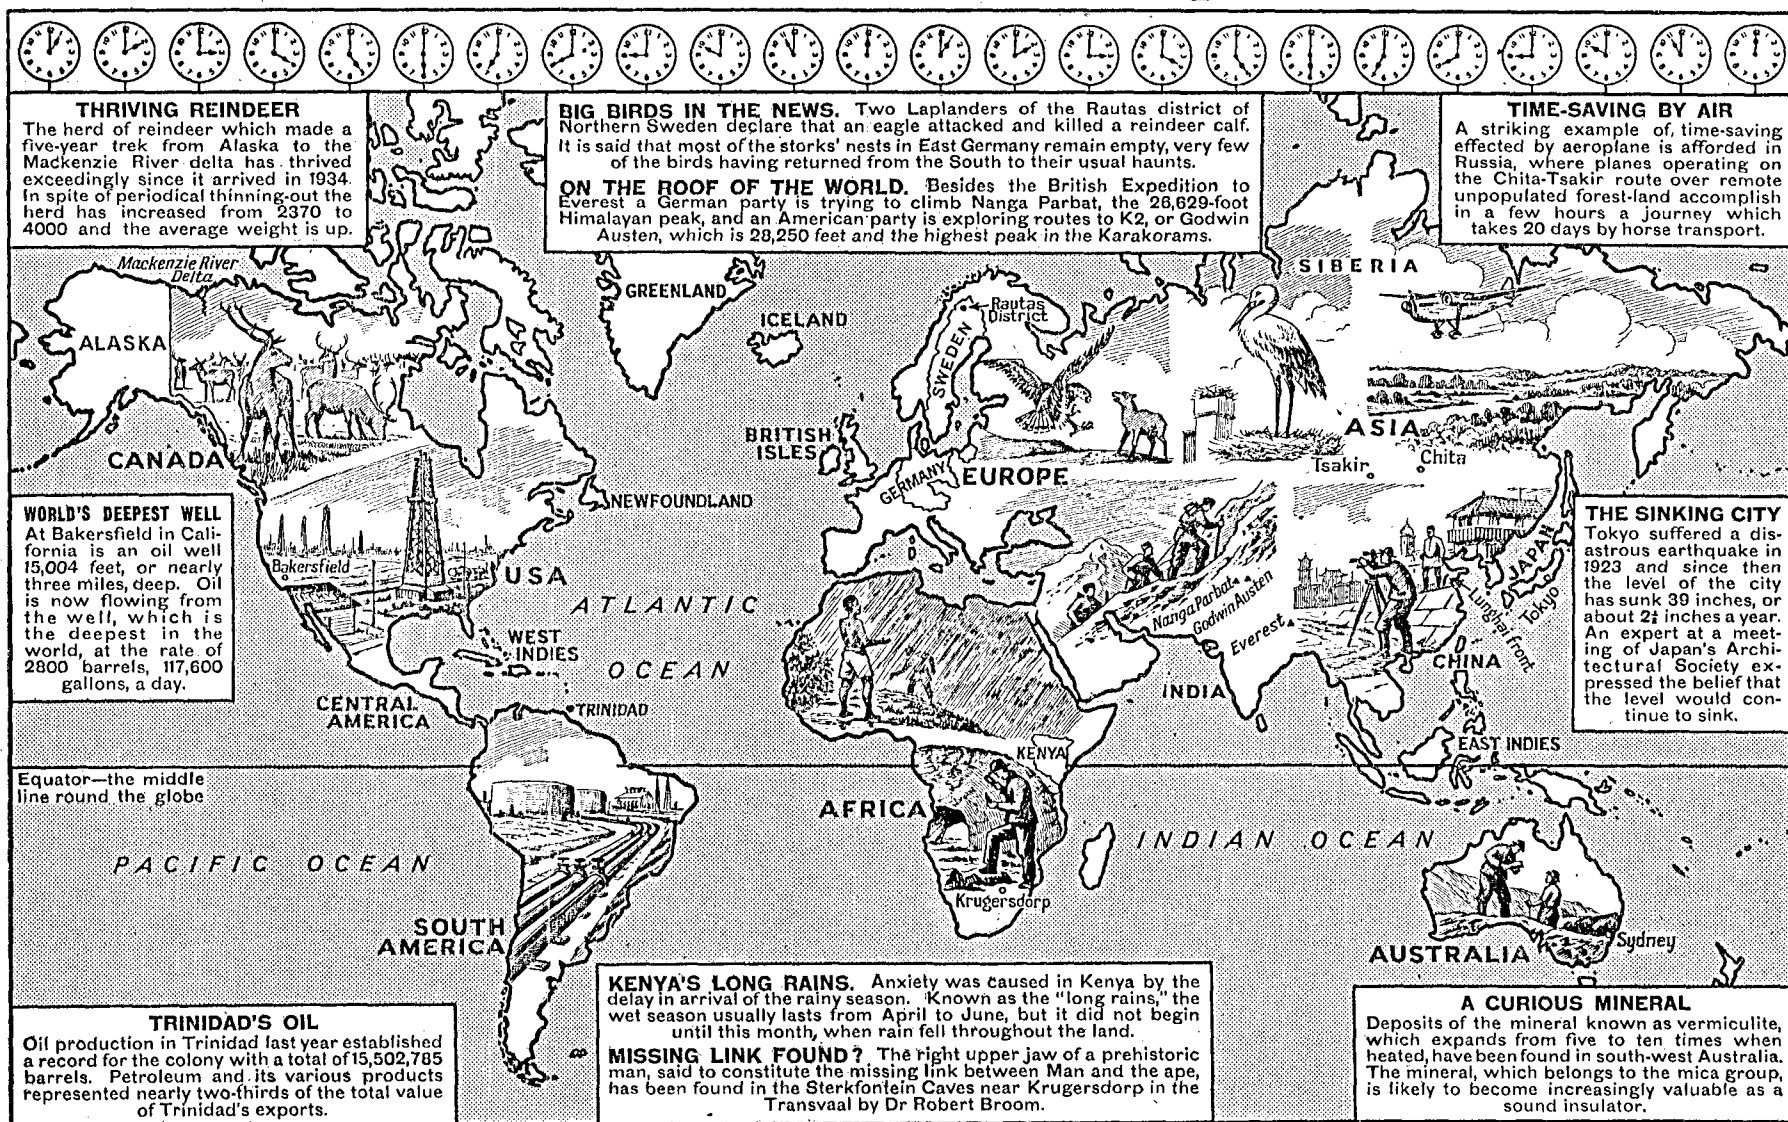 THRIVING REINDEER
The herd of reindeer which made a
five-year trek from Alaska to the
Mackenzie River delta has thrived
exceedingly since it arrived in 1934.
In spite of periodical thinning-out the
herd has increased from 2370 to
4000 and the average weight is up.
BIG BIRDS IN THE NEWS. Two Laplanders of the Rautas district of
Northern Sweden declare that an eagle attacked and killed a reindeer calf.
It is said that most of the storks' nests in East Germany remain empty, very few
of the birds having returned from the South to their usual haunts.
ON THE ROOF OF THE WORLD. Besides the British Expedition to
Everest a German party is trying to climb Nanga Parbat, the 26,629-foot
Himalayan peak, and an American party is exploring routes to K2, or Godwin
Austen, which is 28,250 feet and the highest peak in the Karakorams.
TIME-SAVING BY AIR
A striking example of time-saving
effected by aeroplane is afforded in
Russia, where planes operating on
the Chita-Tsakir route over remote
unpopulated forest-land accomplish
in a few hours a journey which
takes 20 days by horse transport.
Mackenzie River
Delta
ALASKA
CANADA
GREENLAND
ICELAND
Rautas
District
SWEDEN
SIBERIA
BRITISH
ISLES
GERMANY
EUROPE
ASIA
Tsakir
Chita
NEWFOUNDLAND
WORLD'S DEEPEST WELL
At Bakersfield in Cali-
fornia is an oil well
15,004 feet, or nearly
three miles, deep. Oil
is now flowing from
the well, which is
the deepest in the
world, at the rate of
2800 barrels, 117,600
gallons, a day.
Bakersfield
USA
ATLANTIC
OCEAN
WEST
INDIES
CENTRAL
AMERICA
TRINIDAD
Nanga Parbat
Godwin Austen
Everest
INDIA
CHINA
Lunghai front
JAPAN
Tokyo
THE SINKING CITY
Tokyo suffered a dis-
astrous earthquake in
1923 and since then
the level of the city
has sunk 39 inches, or
about 2¾ inches a year.
An expert at a meet-
ing of Japan's Archi-
tectural Society ex-
pressed the belief that
the level would con-
tinue to sink.
EAST INDIES
KENYA
Equator—the middle
line round the globe
AFRICA
PACIFIC OCEAN
INDIAN OCEAN
SOUTH
AMERICA
Krugersdorp
AUSTRALIA
Sydney
TRINIDAD'S OIL
Oil production in Trinidad last year established
a record for the colony with a total of 15,502,785
barrels. Petroleum and its various products
represented nearly two-thirds of the total value
of Trinidad's exports.
KENYA'S LONG RAINS. Anxiety was caused in Kenya by the
delay in arrival of the rainy season. Known as the "long rains," the
wet season usually lasts from April to June, but it did not begin
until this month, when rain fell throughout the land.
MISSING LINK FOUND? The right upper jaw of a prehistoric
man, said to constitute the missing link between Man and the ape,
has been found in the Sterkfontein Caves near Krugersdorp in the
Transvaal by Dr Robert Broom.
A CURIOUS MINERAL
Deposits of the mineral known as vermiculite,
which expands from five to ten times when
heated, have been found in south-west Australia.
The mineral, which belongs to the mica group,
is likely to become increasingly valuable as a
sound insulator.